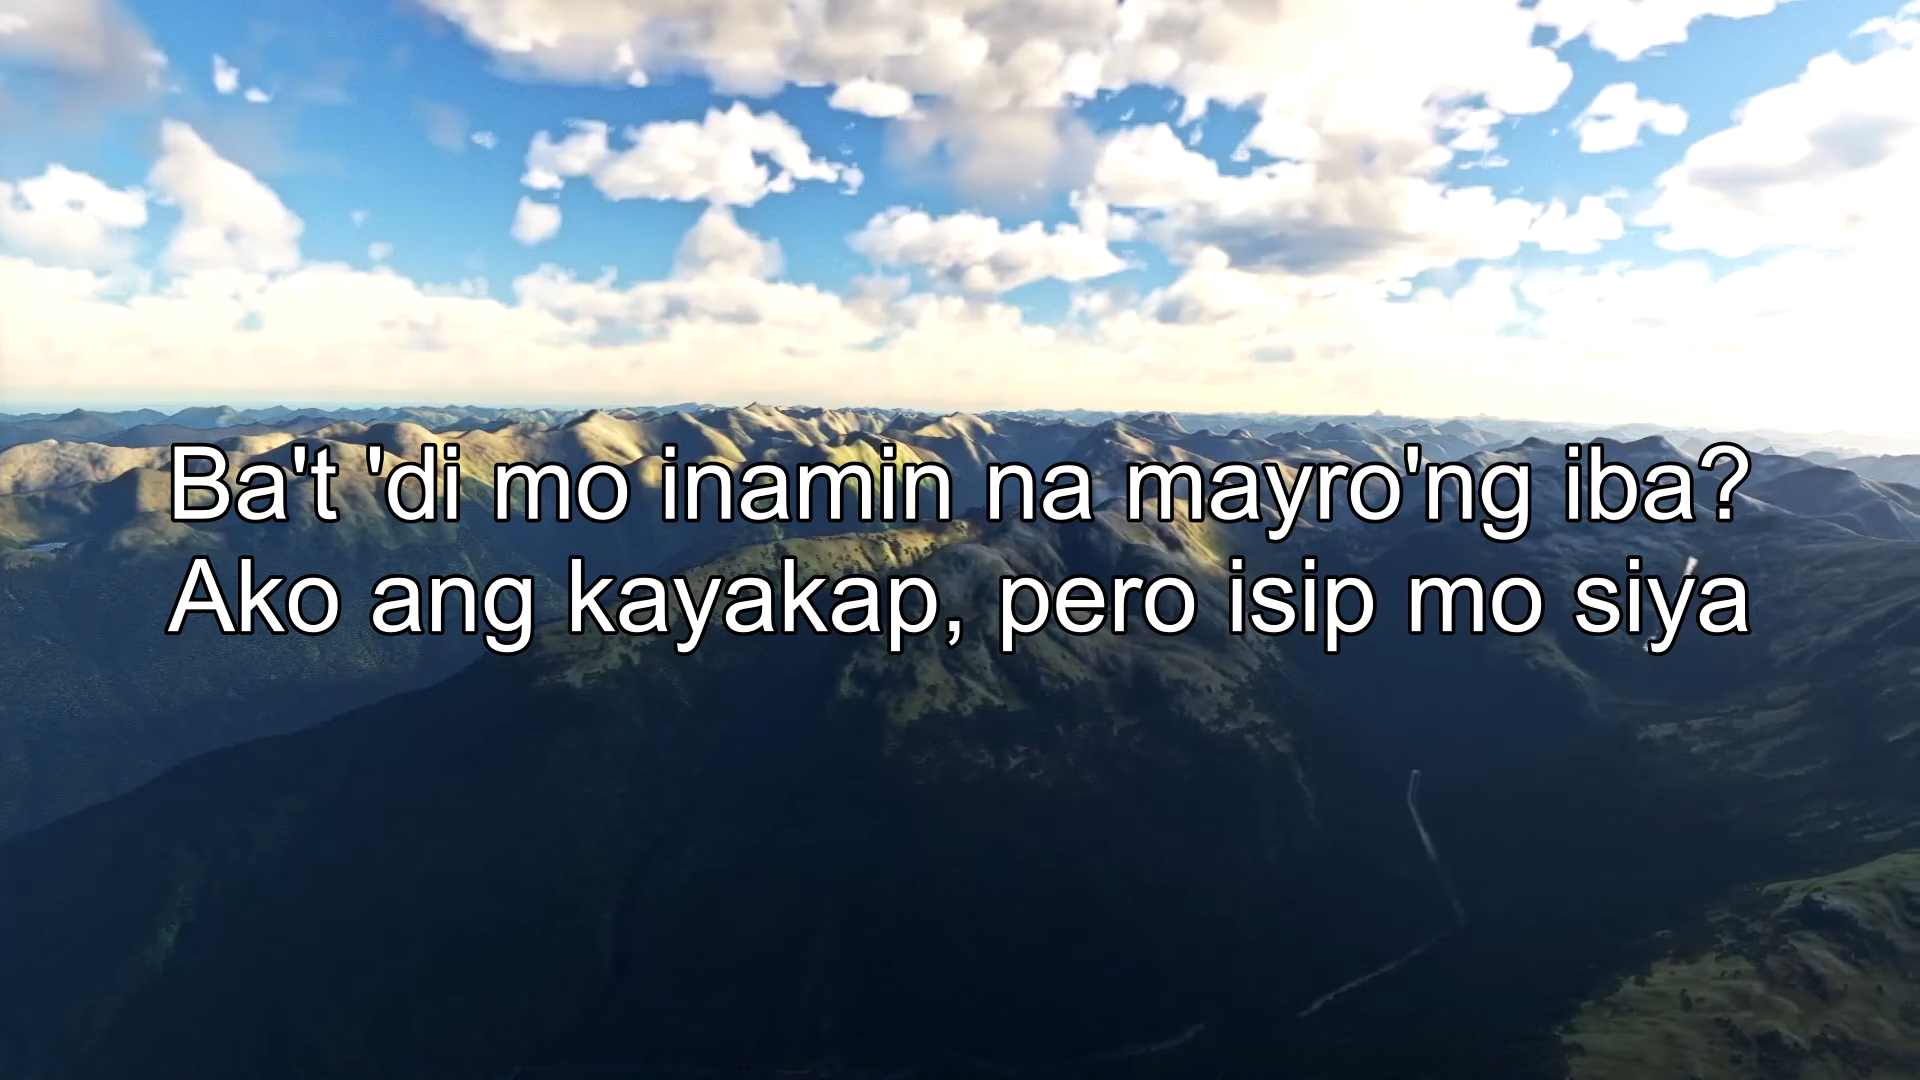 Ba't 'di mo inamin na mayro'ng iba?
Ako ang kayakap, pero isip mo siya